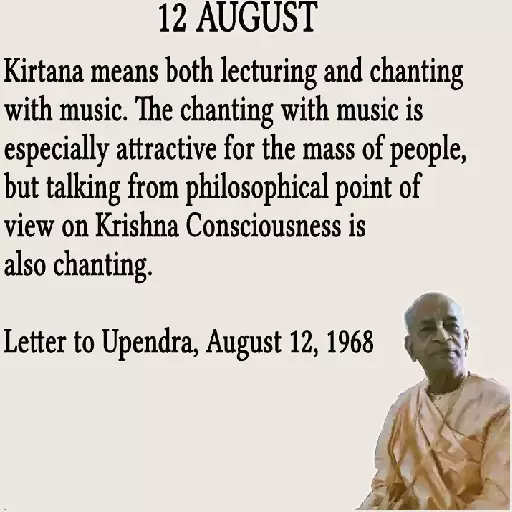 12 AUGUST
Kirtana means both lecturing and chanting
with music. The chanting with music is
especially attractive for the mass of people,
but talking from philosophical point of
view on Krishna Consciousness is
also chanting.
Letter to Upendra, August 12, 1968